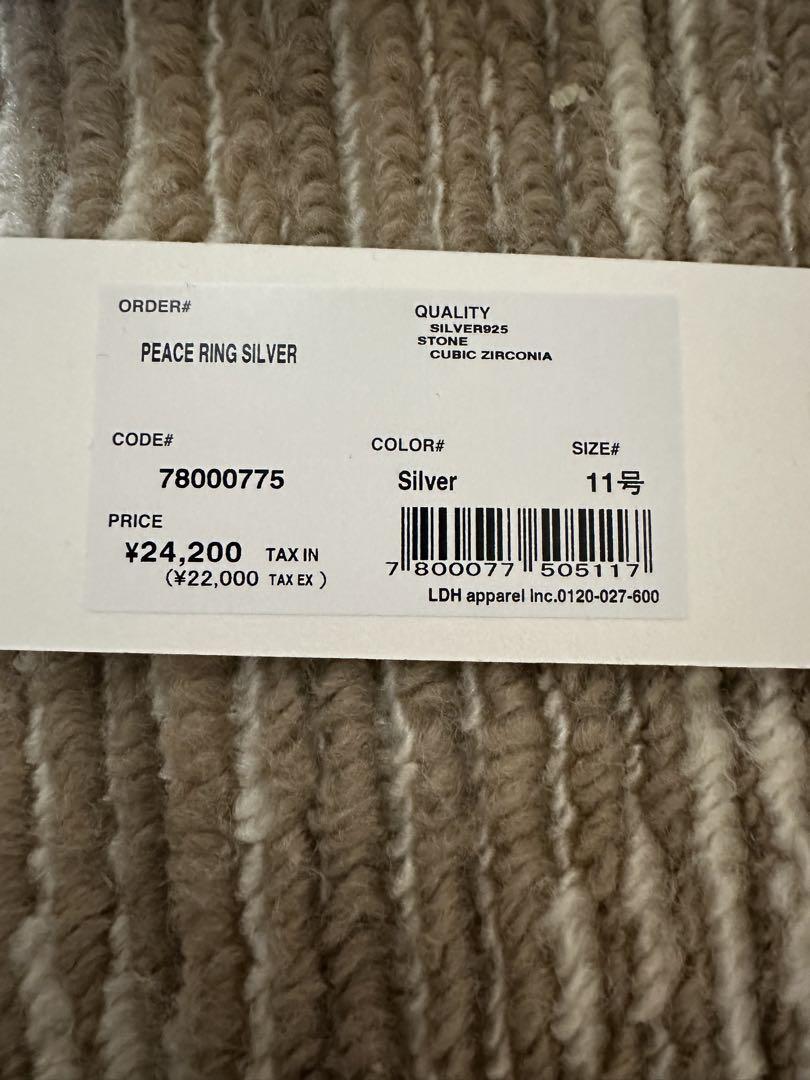 ORDER#
PEACE RING SILVER
QUALITY
SILVER925
STONE
CUBIC ZIRCONIA
CODE#
78000775
COLOR#
Silver
SIZE#
11号
PRICE
¥24,200 TAX IN
(¥22,000 TAX EX )
7 800077 505117
LDH apparel Inc.0120-027-600